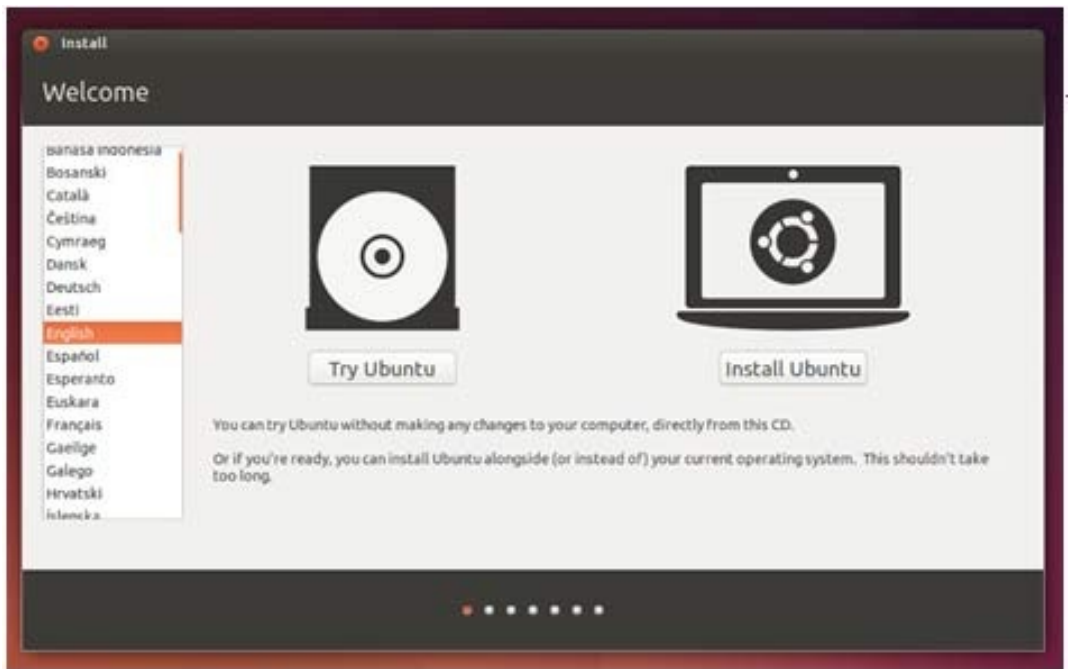 Install
Welcome
Bahasa Indonesia
Bosanski
Català
Čeština
Cymraeg
Dansk
Deutsch
Eesti
English
Español
Esperanto
Euskara
Français
Gaeilge
Galego
Hrvatski
Íslenska
Try Ubuntu
Install Ubuntu
You can try Ubuntu without making any changes to your computer, directly from this CD.
Or if you're ready, you can install Ubuntu alongside (or instead of) your current operating system. This shouldn't take
too long.